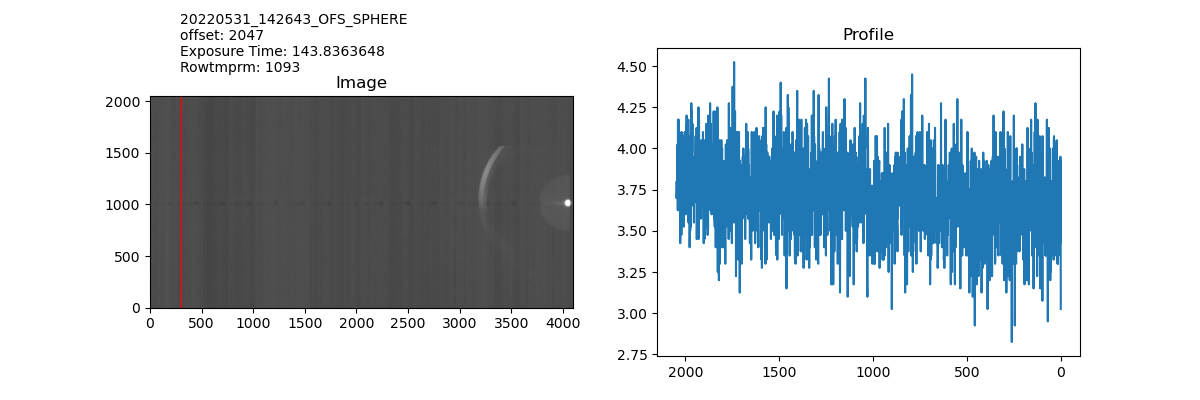 20220531_142643_OFS_SPHERE
offset: 2047
Exposure Time: 143.8363648
Rowtmprm: 1093
Image
2000
1500
1000
500
0
0 500 1000 1500 2000 2500 3000 3500 4000
Profile
4.50
4.25
4.00
3.75
3.50
3.25
3.00
2.75
2000 1500 1000 500 0